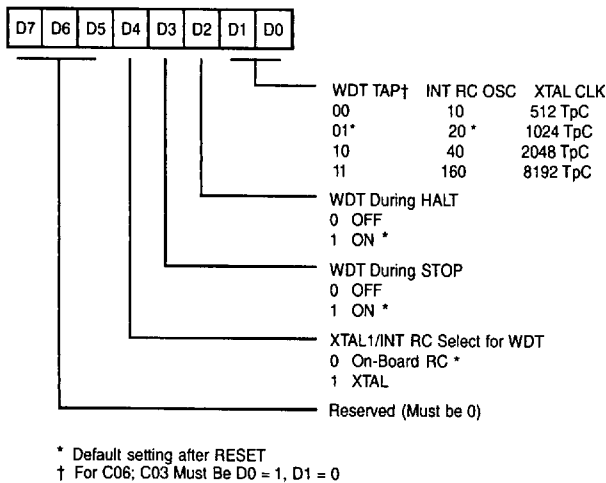 D7 D6 D5 D4 D3 D2 D1 D0
WDT TAP† INT RC OSC XTAL CLK
00 10 512 TpC
01* 20 * 1024 TpC
10 40 2048 TpC
11 160 8192 TpC
WDT During HALT
0 OFF
1 ON *
WDT During STOP
0 OFF
1 ON *
XTAL1/INT RC Select for WDT
0 On-Board RC *
1 XTAL
Reserved (Must be 0)
* Default setting after RESET
† For C06; C03 Must Be D0 = 1, D1 = 0